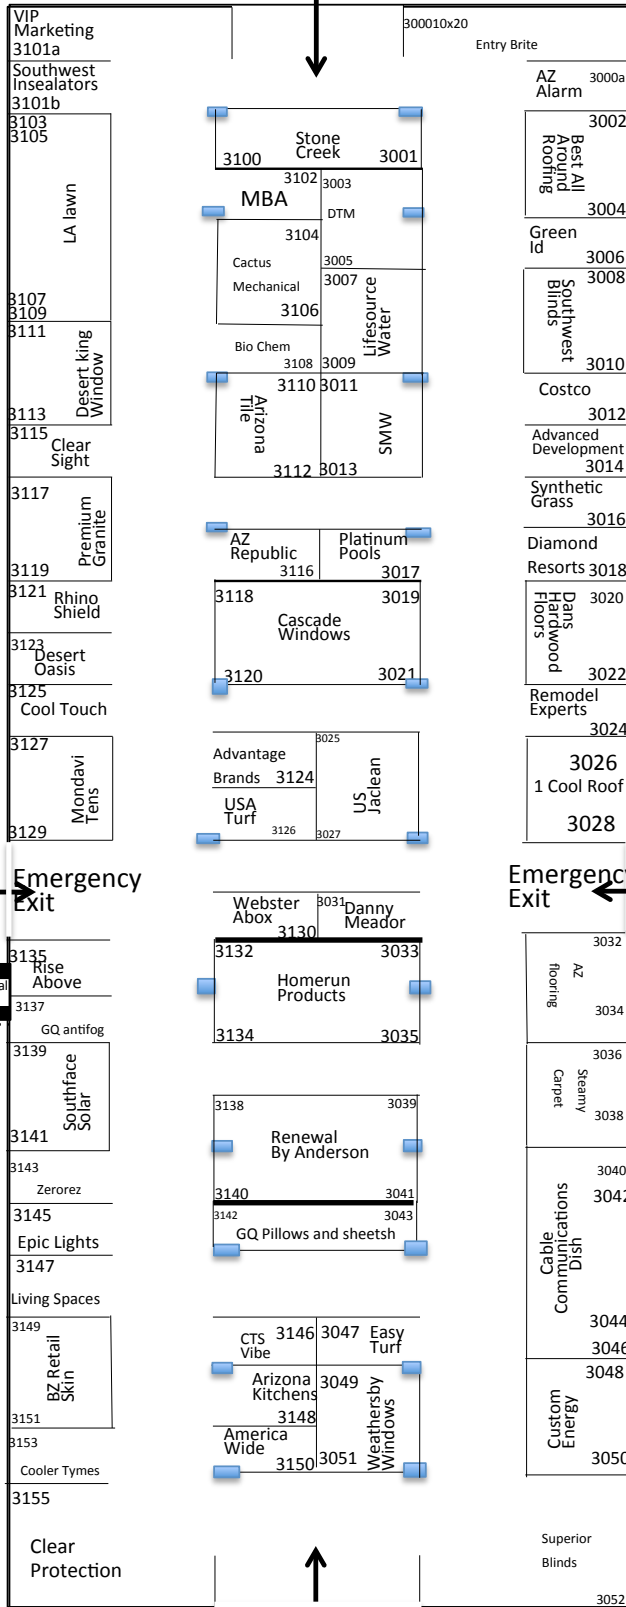 VIP
Marketing
3101a
Southwest
Insealators
3101b
3103
3105
LA lawn
3107
3109
3111
Desert king
Window
3113
3115
Clear
Sight
3117
Premium
Granite
3119
3121
Rhino
Shield
3123
Desert
Oasis
3125
Cool Touch
3127
Mondavi
Tens
3129
Emergency
Exit
3135
Rise
Above
al
3137
GQ antifog
3139
Southface
Solar
3141
3143
Zerorez
3145
Epic Lights
3147
Living Spaces
3149
BZ Retail
Skin
3151
3153
Cooler Tymes
3155
Clear
Protection
Stone
Creek
3100 3001
3102 3003
MBA
DTM
3104
Cactus
Mechanical
3005
3007
3106
Lifesource
Water
Bio Chem
3108 3009
3110 3011
Arizona
Tile
SMW
3112 3013
AZ
Republic
3116
Platinum
Pools
3017
3118 3019
Cascade
Windows
3120 3021
Advantage
Brands 3124
3025
US
Jaclean
USA
Turf
3126 3027
Webster
Abox
3130
3031
Danny
Meador
3132 3033
Homerun
Products
3134 3035
3138 3039
Renewal
By Anderson
3140 3041
3142 3043
GQ Pillows and sheetsh
CTS
Vibe
3146 3047
Easy
Turf
Arizona
Kitchens
3148
3049
Weathersby
Windows
America
Wide
3150 3051
300010x20
Entry Brite
AZ
Alarm
3000a
3002
Best All
Around
Roofing
3004
Green
Id
3006
3008
Southwest
Blinds
3010
Costco
3012
Advanced
Development
3014
Synthetic
Grass
3016
Diamond
Resorts 3018
3020
Dans
Hardwood
Floors
3022
Remodel
Experts
3024
3026
1 Cool Roof
3028
Emergency
Exit
3032
AZ
flooring
3034
3036
Steamy
Carpet
3038
3040
3042
Cable
Communications
Dish
3044
3046
3048
Custom
Energy
3050
Superior
Blinds
3052